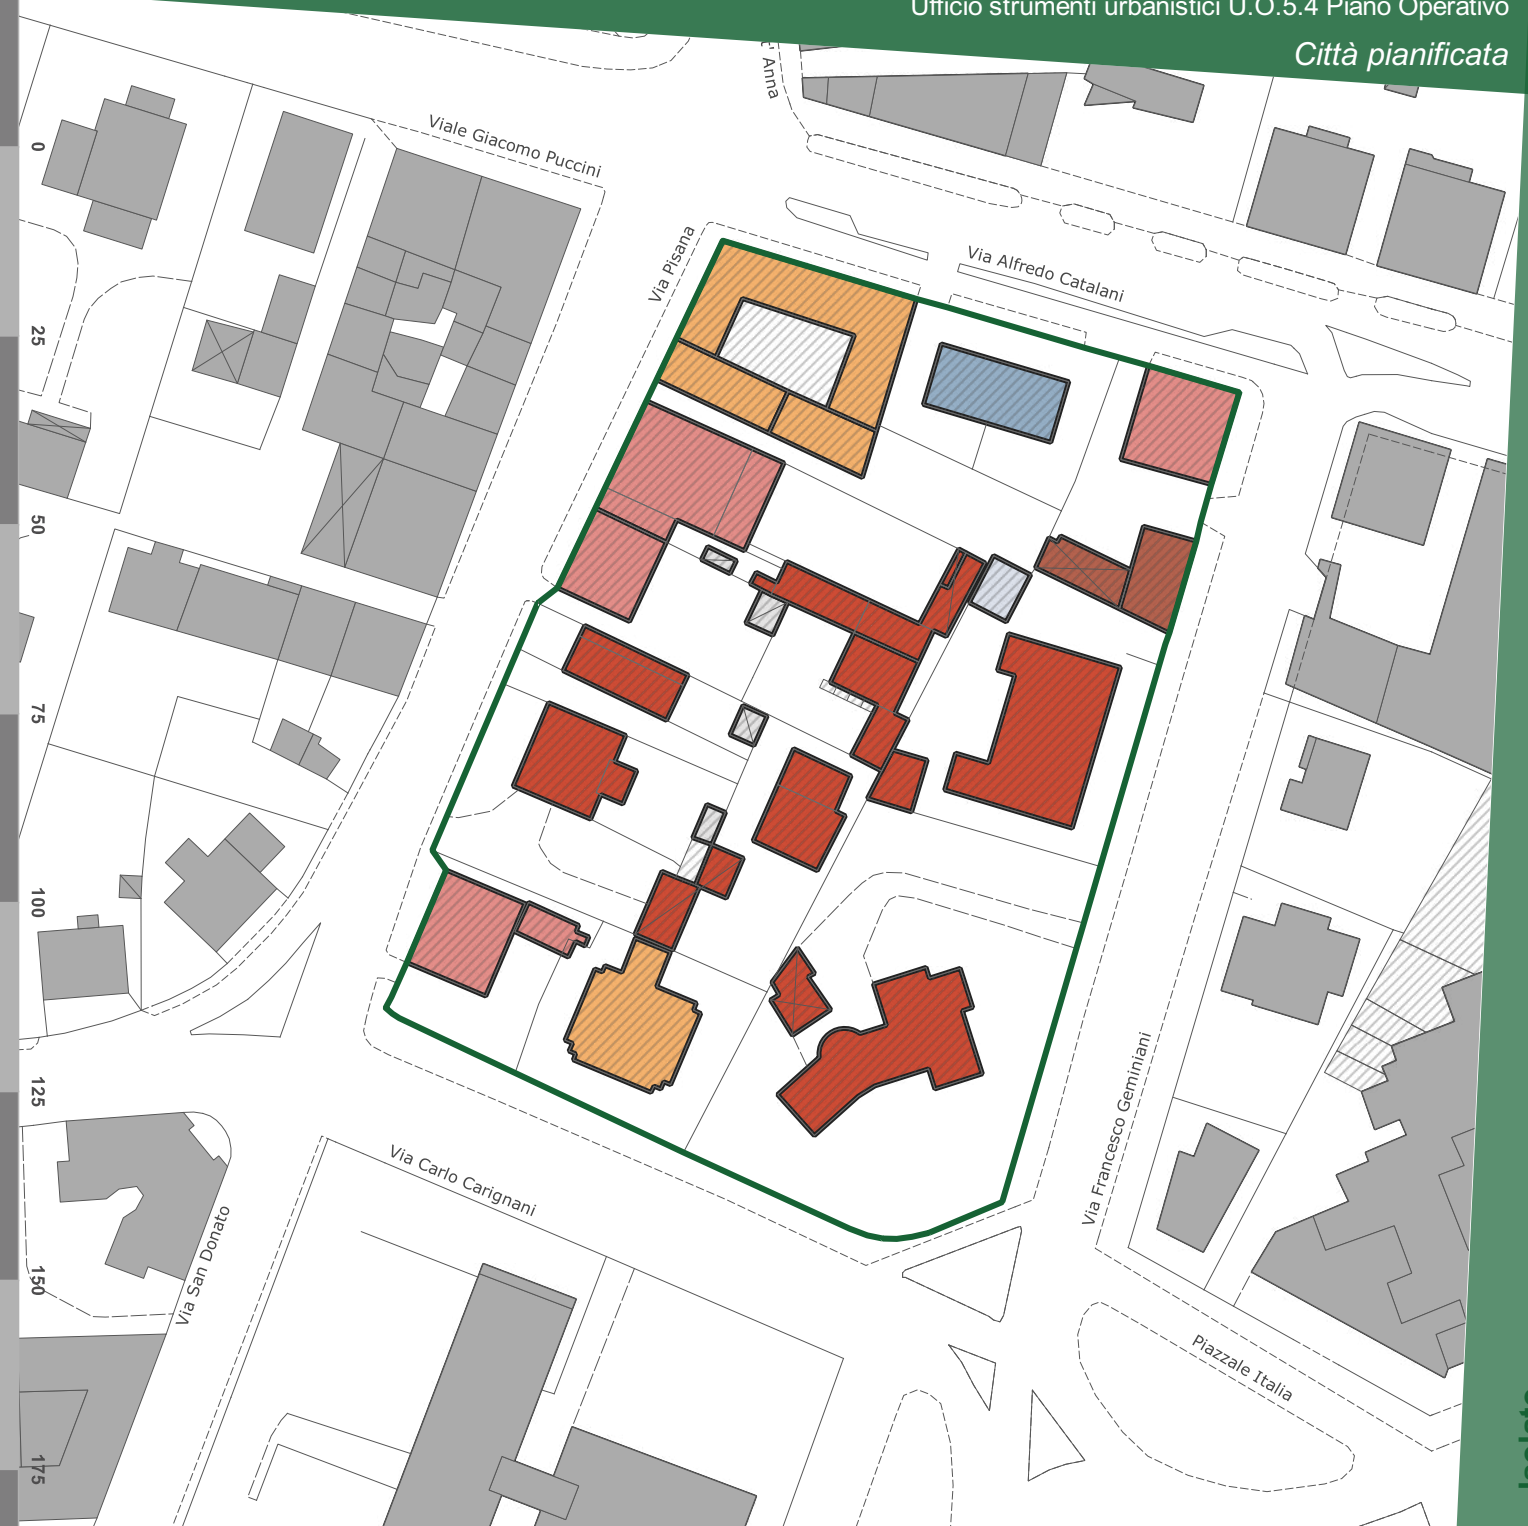 Ufficio strumenti urbanistici U.O.5.4 Piano Operativo
Città pianificata
Anna
Viale Giacomo Puccini
Via Pisana
Via Alfredo Catalani
0
25
50
75
100
125
150
175
Via Francesco Geminiani
Via Carlo Carignani
Via San Donato
Piazzale Italia